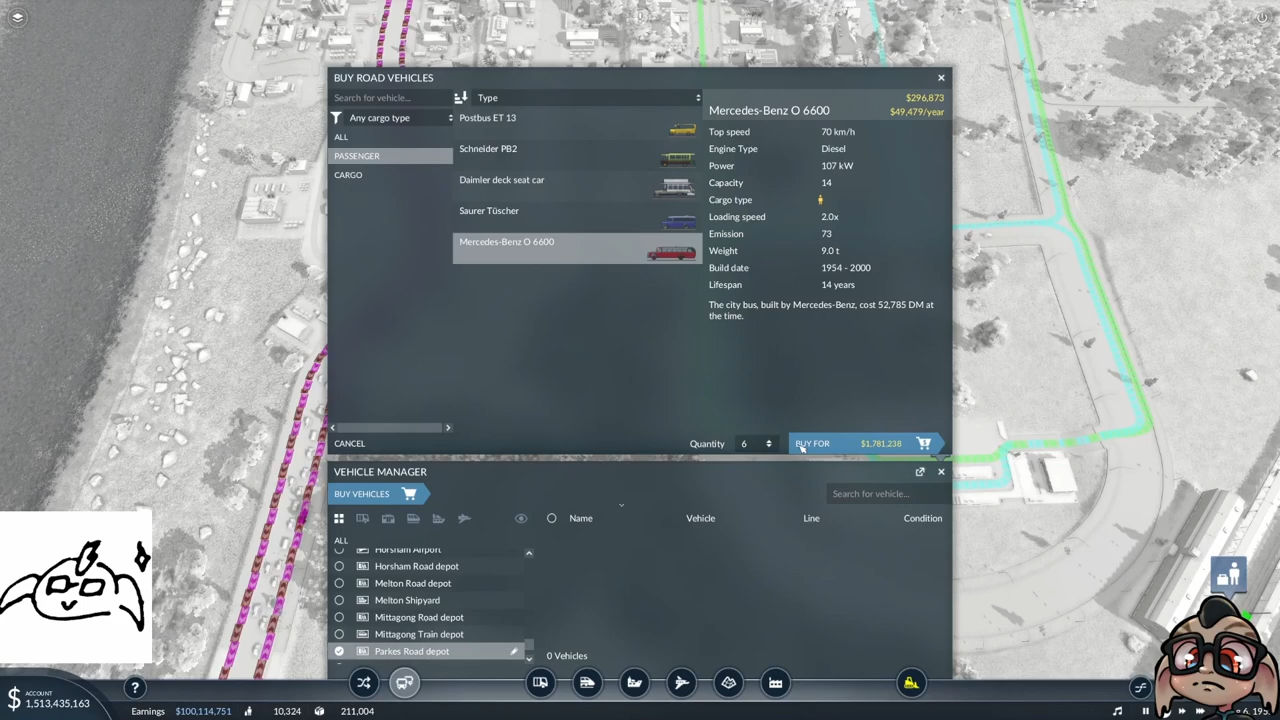 BUY ROAD VEHICLES
Search for vehicle...
Type
Any cargo type
ALL
PASSENGER
CARGO
Postbus ET 13
Schneider PB2
Daimler deck seat car
Saurer Tüscher
Mercedes-Benz O 6600
$296,873
Mercedes-Benz O 6600
$49,479/year
Top speed 70 km/h
Engine Type Diesel
Power 107 kW
Capacity 14
Cargo type
Loading speed 2.0x
Emission 73
Weight 9.0 t
Build date 1954 - 2000
Lifespan 14 years
The city bus, built by Mercedes-Benz, cost 52,785 DM at
the time.
CANCEL
Quantity 6
BUY FOR $1,781,238
VEHICLE MANAGER
BUY VEHICLES
Search for vehicle...
Name Vehicle Line Condition
ALL
Horsham Airport
Horsham Road depot
Melton Road depot
Melton Shipyard
Mittagong Road depot
Mittagong Train depot
Parkes Road depot
0 Vehicles
$ ACCOUNT
1,513,435,163
?
Earnings $100,114,751 10,324 211,004